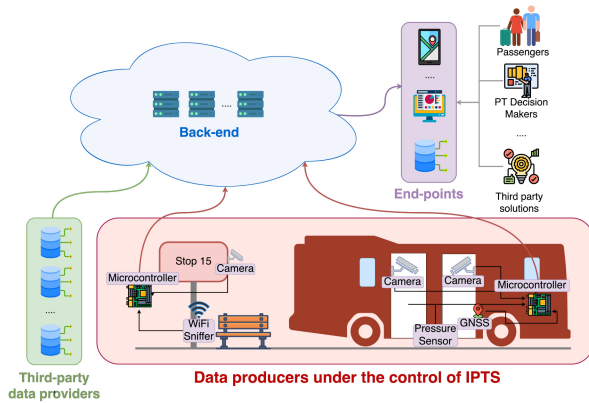 Passengers
....
PT Decision
Makers
....
Third party
solutions
....
Back-end
End-points
Stop 15
Camera
Microcontroller
WiFi
Sniffer
Camera
Camera
Microcontroller
GNSS
Pressure
Sensor
....
Third-party
data providers
Data producers under the control of IPTS